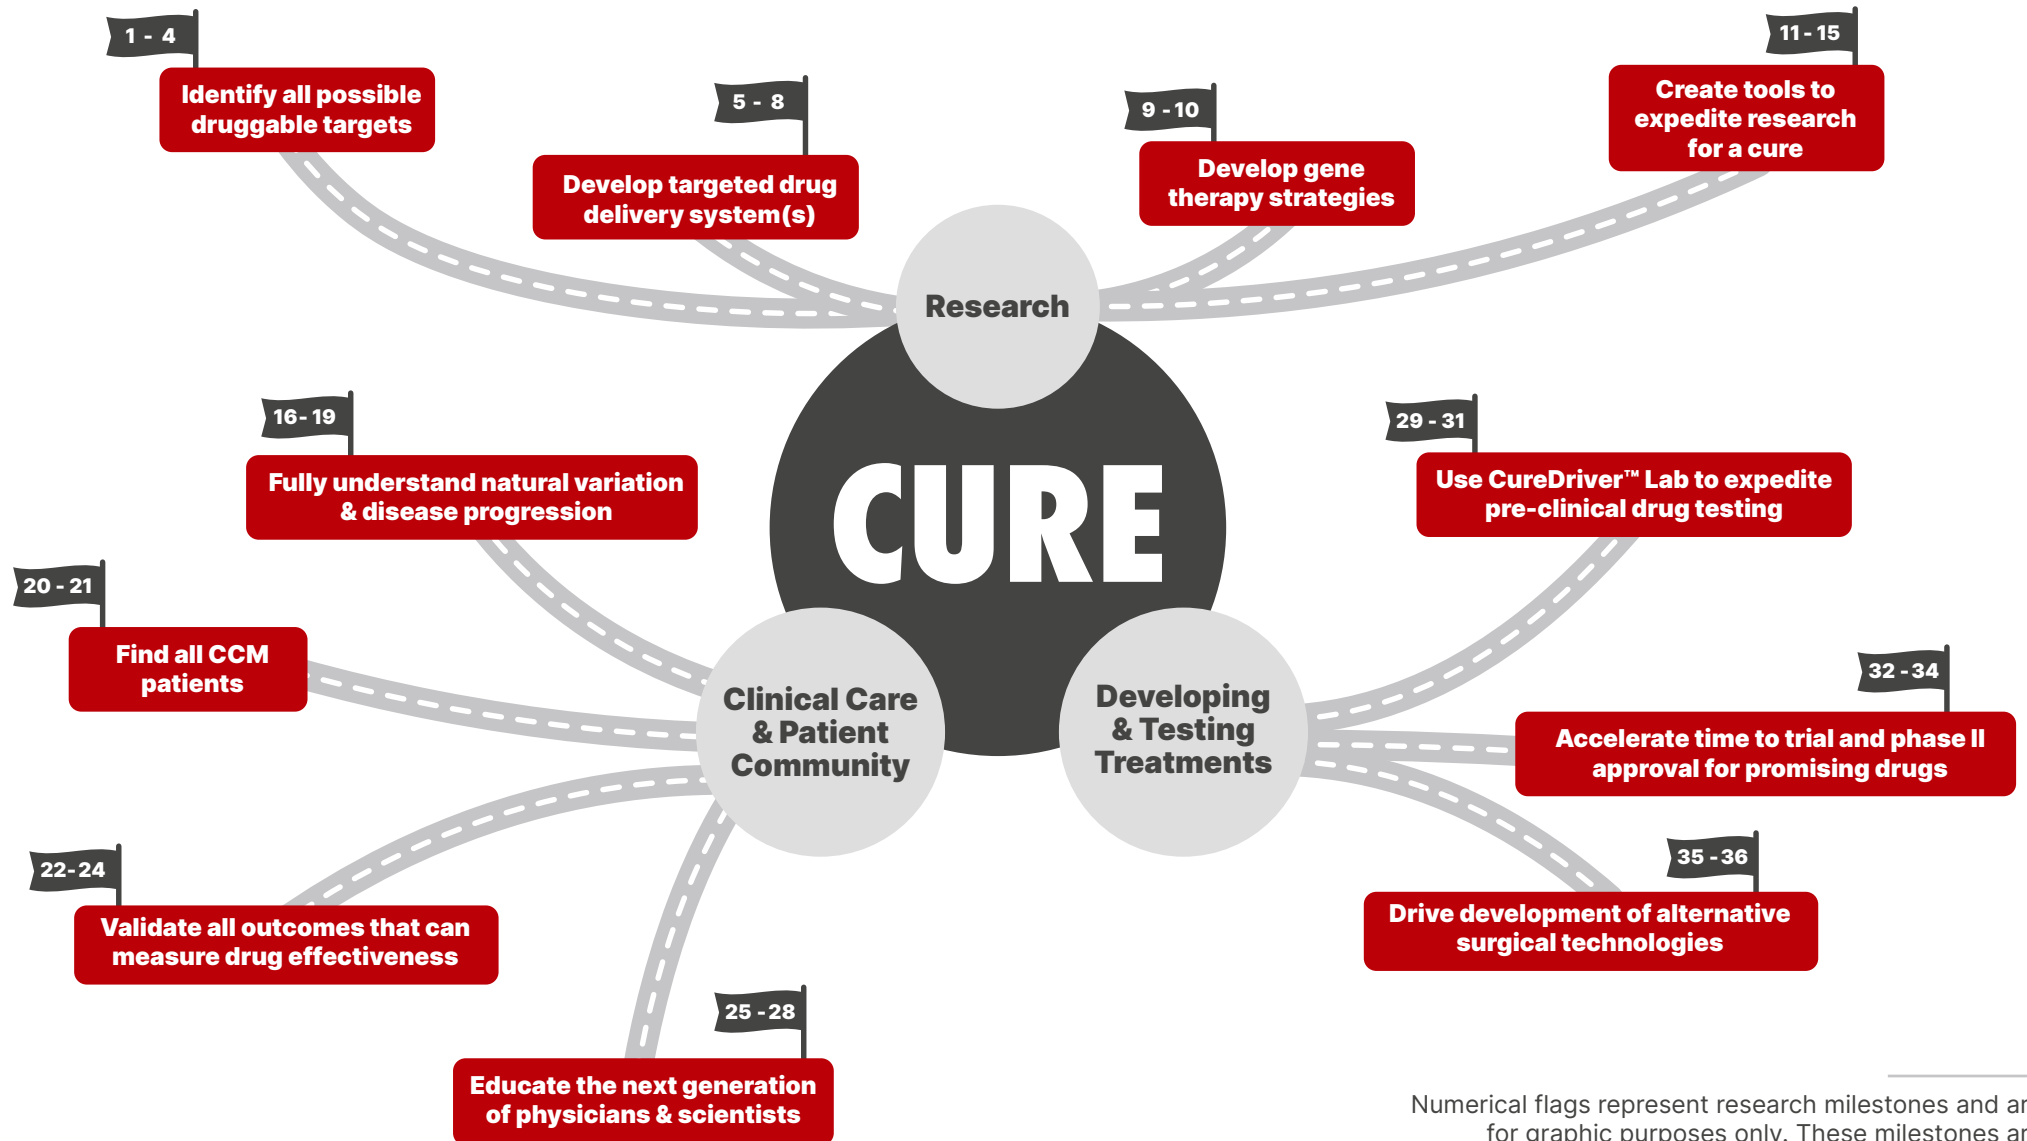 1 - 4
Identify all possible
druggable targets
5 - 8
Develop targeted drug
delivery system(s)
9 - 10
Develop gene
therapy strategies
11 - 15
Create tools to
expedite research
for a cure
Research
CURE
16 - 19
Fully understand natural variation
& disease progression
20 - 21
Find all CCM
patients
Clinical Care
& Patient
Community
22 - 24
Validate all outcomes that can
measure drug effectiveness
25 - 28
Educate the next generation
of physicians & scientists
Developing
& Testing
Treatments
29 - 31
Use CureDriver™ Lab to expedite
pre-clinical drug testing
32 - 34
Accelerate time to trial and phase II
approval for promising drugs
35 - 36
Drive development of alternative
surgical technologies
Numerical flags represent research milestones and
for graphic purposes only. These milestones